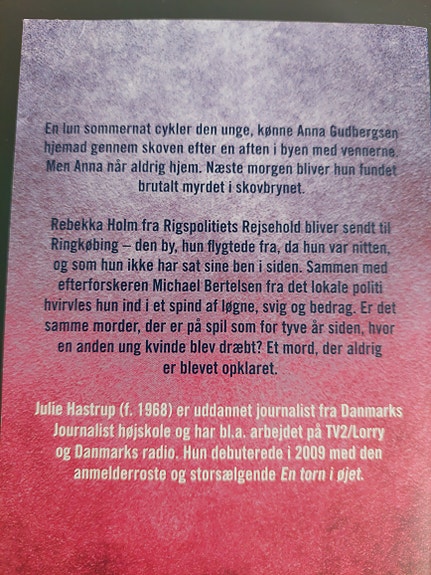 En lun sommernat cykler den unge, kønne Anna Gudbergsen
hjemad gennem skoven efter en aften i byen med vennerne.
Men Anna når aldrig hjem. Næste morgen bliver hun fundet
brutalt myrdet i skovbrynet.
Rebekka Holm fra Rigspolitiets Rejsehold bliver sendt til
Ringkøbing – den by, hun flygtede fra, da hun var nitten,
og som hun ikke har sat sine ben i siden. Sammen med
efterforskeren Michael Bertelsen fra det lokale politi
hvirvles hun ind i et spind af løgne, svig og bedrag. Er det
samme morder, der er på spil som for tyve år siden, hvor
en anden ung kvinde blev dræbt? Et mord, der aldrig
er blevet opklaret.
Julie Hastrup (f. 1968) er uddannet journalist fra Danmarks
Journalist højskole og har bl.a. arbejdet på TV2/Lorry
og Danmarks radio. Hun debuterede i 2009 med den
anmelderroste og storsælgende En torn i øjet.